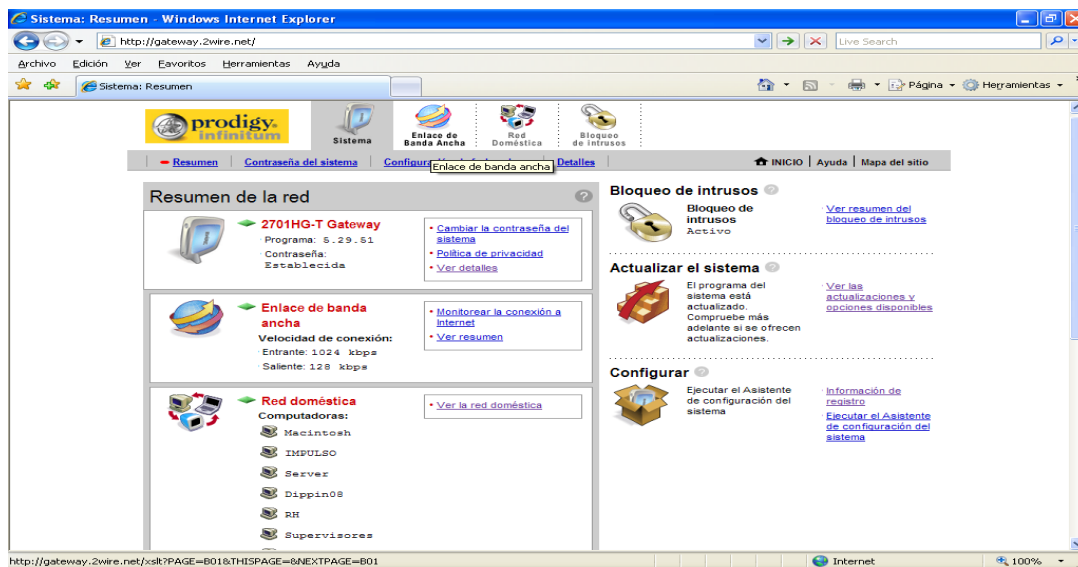 Sistema: Resumen - Windows Internet Explorer
http://gateway.2wire.net/
Live Search
Archivo Edición Ver Favoritos Herramientas Ayuda
Sistema: Resumen
Página
Herramientas
prodigy
infinitum
Sistema
Enlace de Banda Ancha
Red Doméstica
Bloqueo de intrusos
Resumen
Contraseña del sistema
Detalles
Enlace de banda ancha
INICIO | Ayuda | Mapa del sitio
Resumen de la red
2701HG-T Gateway
Programa: 5.29.51
Contraseña:
Establecida
Cambiar la contraseña del
sistema
Política de privacidad
Ver detalles
Enlace de banda
ancha
Velocidad de conexión:
Entrante: 1024 kbps
Saliente: 128 kbps
Monitorear la conexión a
Internet
Ver resumen
Red doméstica
Computadoras:
Macintosh
IMPULSO
Server
Dippin08
RH
Supervisores
Ver la red doméstica
Bloqueo de intrusos
Bloqueo de
intrusos
Activo
Ver resumen del
bloqueo de intrusos
Actualizar el sistema
El programa del
sistema está
actualizado.
Compruebe más
adelante si se ofrecen
actualizaciones.
Ver las
actualizaciones y
opciones disponibles
Configurar
Ejecutar el Asistente
de configuración del
sistema
Información de
registro
Ejecutar el Asistente
de configuración del
sistema
http://gateway.2wire.net/xslt?PAGE=B01&THISPAGE=&NEXTPAGE=B01
Internet
100%